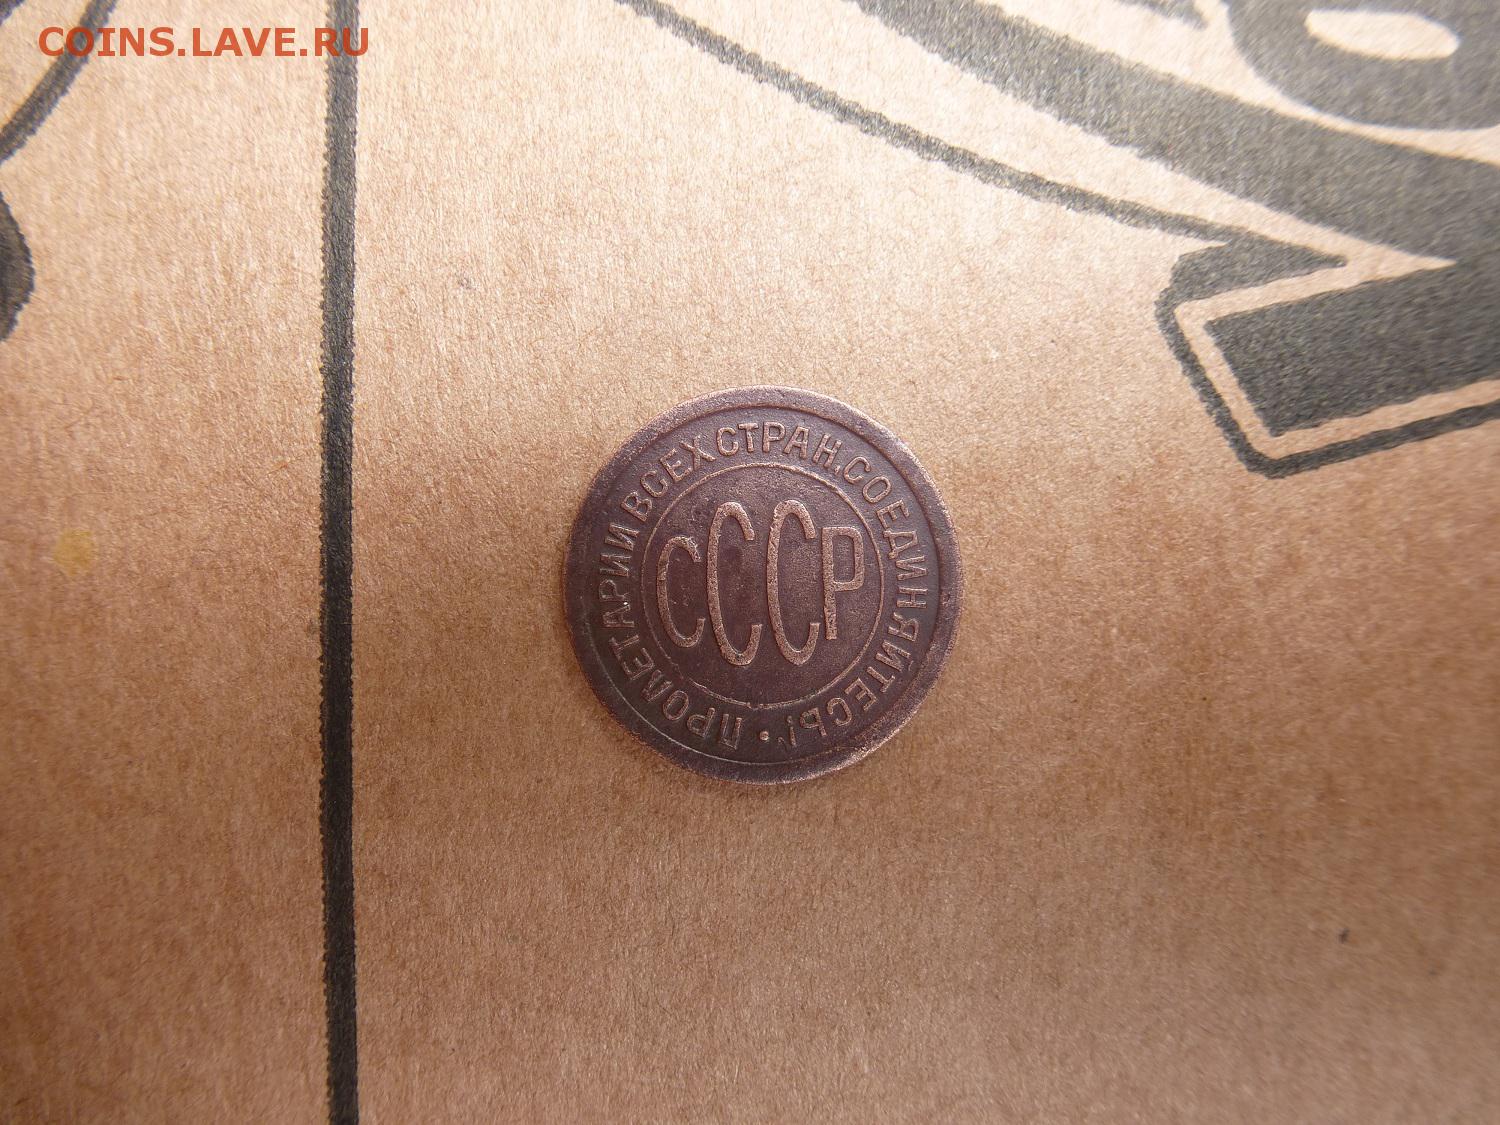 COINS.LAVE.RU
ПРОЛЕТАРИИ ВСЕХ СТРАН, СОЕДИНЯЙТЕСЬ!
СССР